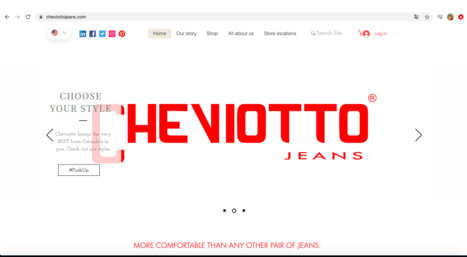 cheviottojeans.com
Home
Our story
Shop
All about us
Store locations
Search Site
Log In
CHOOSE
YOUR STYLE
Cheviotto brings the very
BEST from Colombia to
you. Check out our styles.
#PushUp
CHEVIOTTO®
JEANS
MORE COMFORTABLE THAN ANY OTHER PAIR OF JEANS.